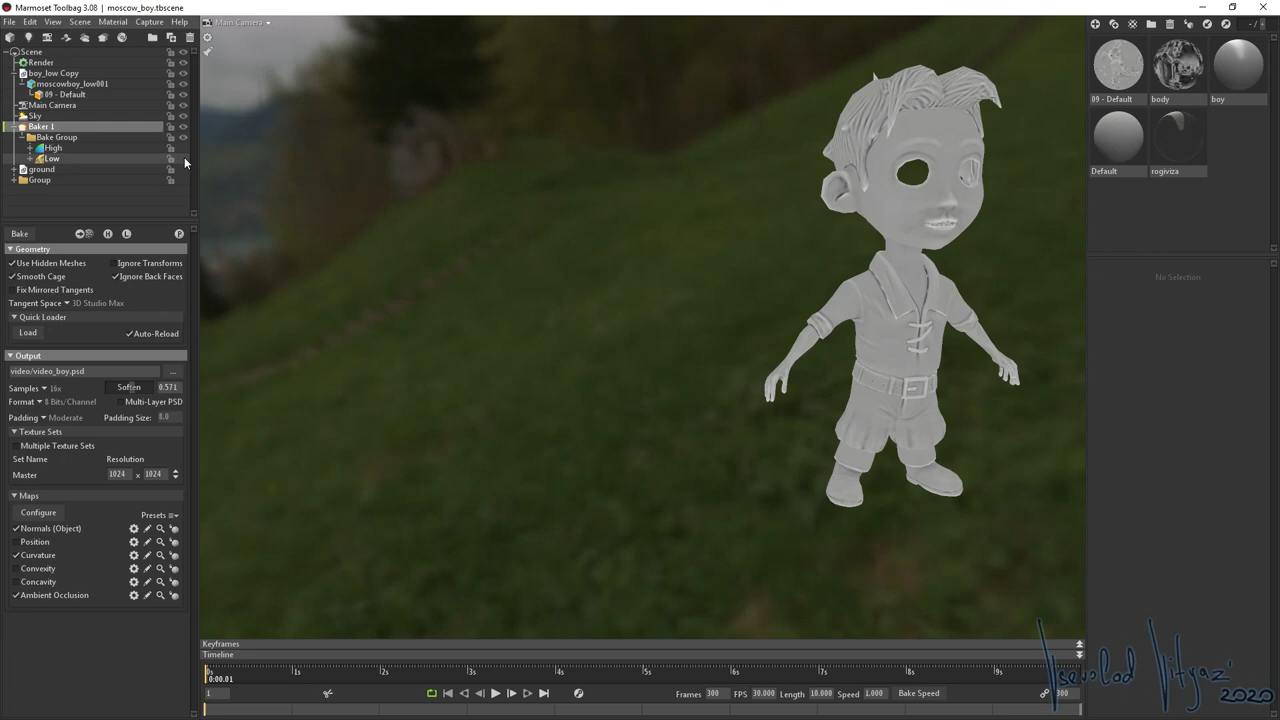 Marmoset Toolbag 3.08 | moscow_boy.tbscene
File Edit View Scene Material Capture Help
Main Camera
Scene
Render
boy_low Copy
moscowboy_low001
09 - Default
Main Camera
Sky
Baker 1
Bake Group
High
Low
ground
Group
Bake H L P
Geometry
Use Hidden Meshes Ignore Transforms
Smooth Cage Ignore Back Faces
Fix Mirrored Tangents
Tangent Space 3D Studio Max
Quick Loader
Load Auto-Reload
Output
video/video_boy.psd ...
Samples 16x Soften 0.571
Format 8 Bits/Channel Multi-Layer PSD
Padding Moderate Padding Size: 8.0
Texture Sets
Multiple Texture Sets
Set Name Resolution
Master 1024 x 1024
Maps
Configure Presets
Normals (Object)
Position
Curvature
Convexity
Concavity
Ambient Occlusion
09 - Default body boy
Default rogiviza
No Selection
Keyframes
Timeline
0s 1s 2s 3s 4s 5s 6s 7s 8s 9s
0:00.01
1 Frames 300 FPS 30.000 Length 10.000 Speed 1.000 Bake Speed 300
Vsevolod Vityaz' 2020